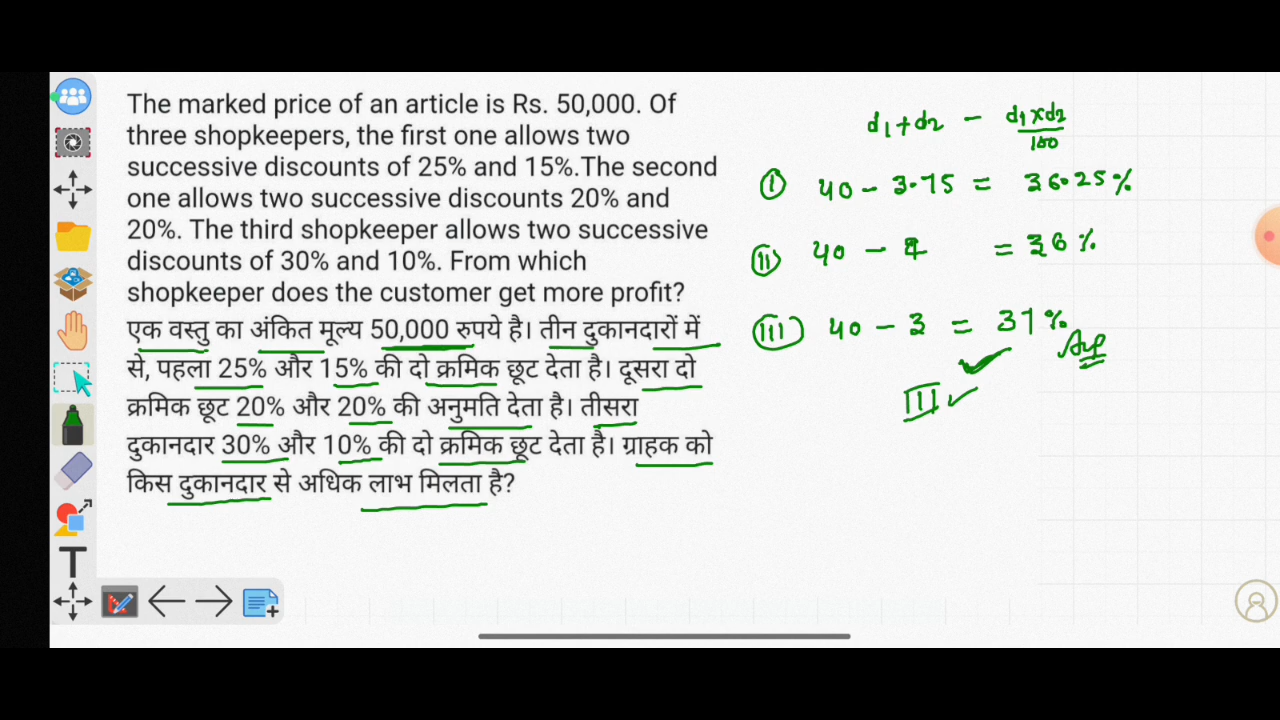 The marked price of an article is Rs. 50,000. Of
three shopkeepers, the first one allows two
successive discounts of 25% and 15%.The second
one allows two successive discounts 20% and
20%. The third shopkeeper allows two successive
discounts of 30% and 10%. From which
shopkeeper does the customer get more profit?
एक वस्तु का अंकित मूल्य 50,000 रुपये है। तीन दुकानदारों में
से, पहला 25% और 15% की दो क्रमिक छूट देता है। दूसरा दो
क्रमिक छूट 20% और 20% की अनुमति देता है। तीसरा
दुकानदार 30% और 10% की दो क्रमिक छूट देता है। ग्राहक को
किस दुकानदार से अधिक लाभ मिलता है?
d1+d2 - d1xd2
100
I 40 - 3.75 = 36.25%
II 40 - 4 = 36%
III 40 - 3 = 37%
III
T